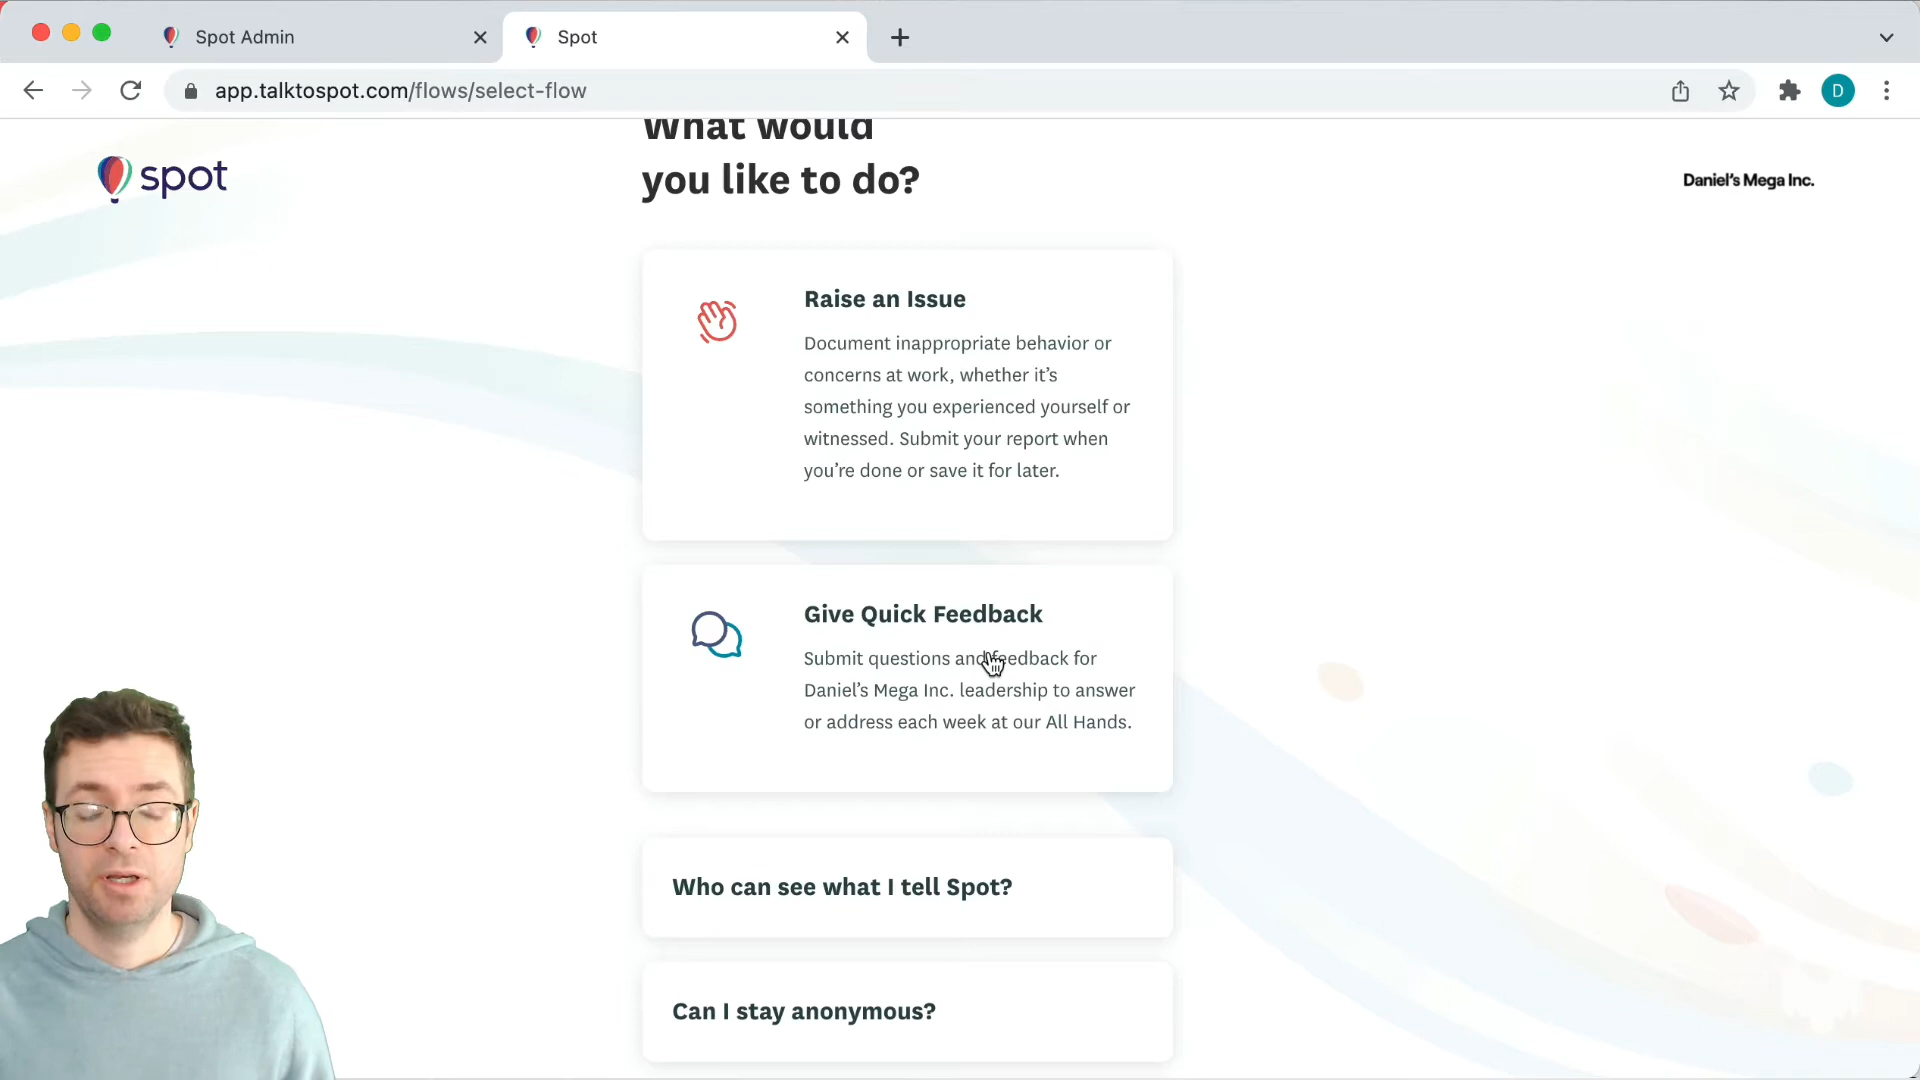 Spot Admin
Spot
app.talktospot.com/flows/select-flow
D
What would
you like to do?
spot
Daniel's Mega Inc.
Raise an Issue
Document inappropriate behavior or
concerns at work, whether it's
something you experienced yourself or
witnessed. Submit your report when
you're done or save it for later.
Give Quick Feedback
Submit questions and feedback for
Daniel's Mega Inc. leadership to answer
or address each week at our All Hands.
Who can see what I tell Spot?
Can I stay anonymous?